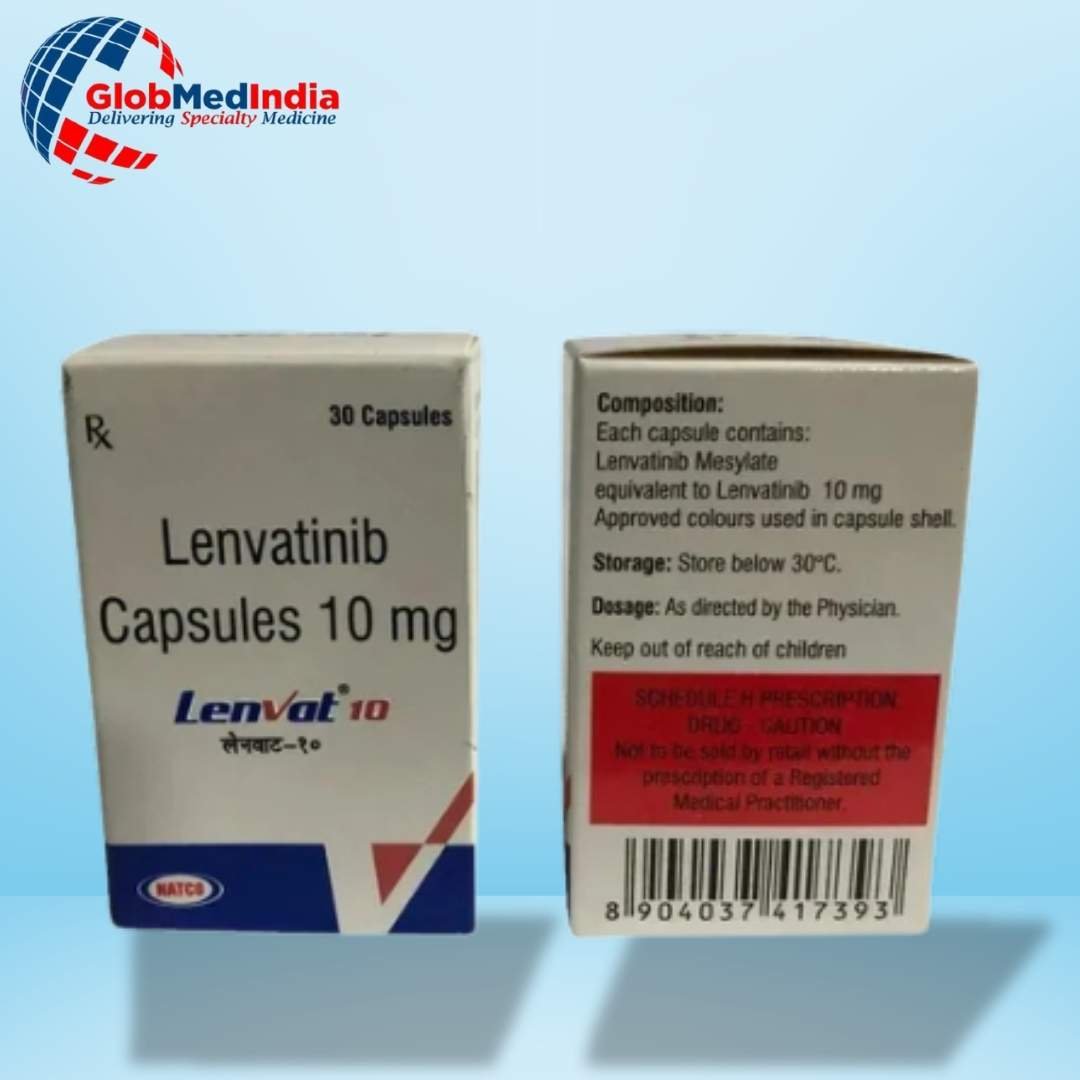 GlobMedIndia
Delivering Specialty Medicine
Rx
30 Capsules
Lenvatinib
Capsules 10 mg
Lenvat® 10
लेनवाट-१०
NATCO
Composition:
Each capsule contains:
Lenvatinib Mesylate
equivalent to Lenvatinib 10 mg
Approved colours used in capsule shell.
Storage: Store below 30°C.
Dosage: As directed by the Physician.
Keep out of reach of children
SCHEDULE H PRESCRIPTION
DRUG - CAUTION
Not to be sold by retail without the
prescription of a Registered
Medical Practitioner.
8 904037 417393